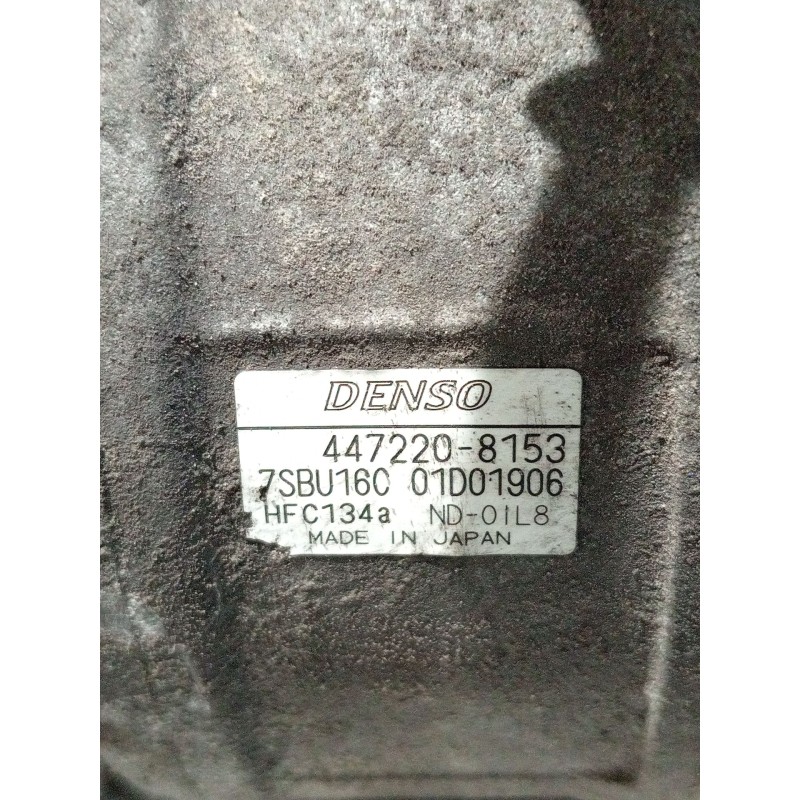 DENSO
447220-8153
7SBU16C 01D01906
HFC134a ND-OIL8
MADE IN JAPAN